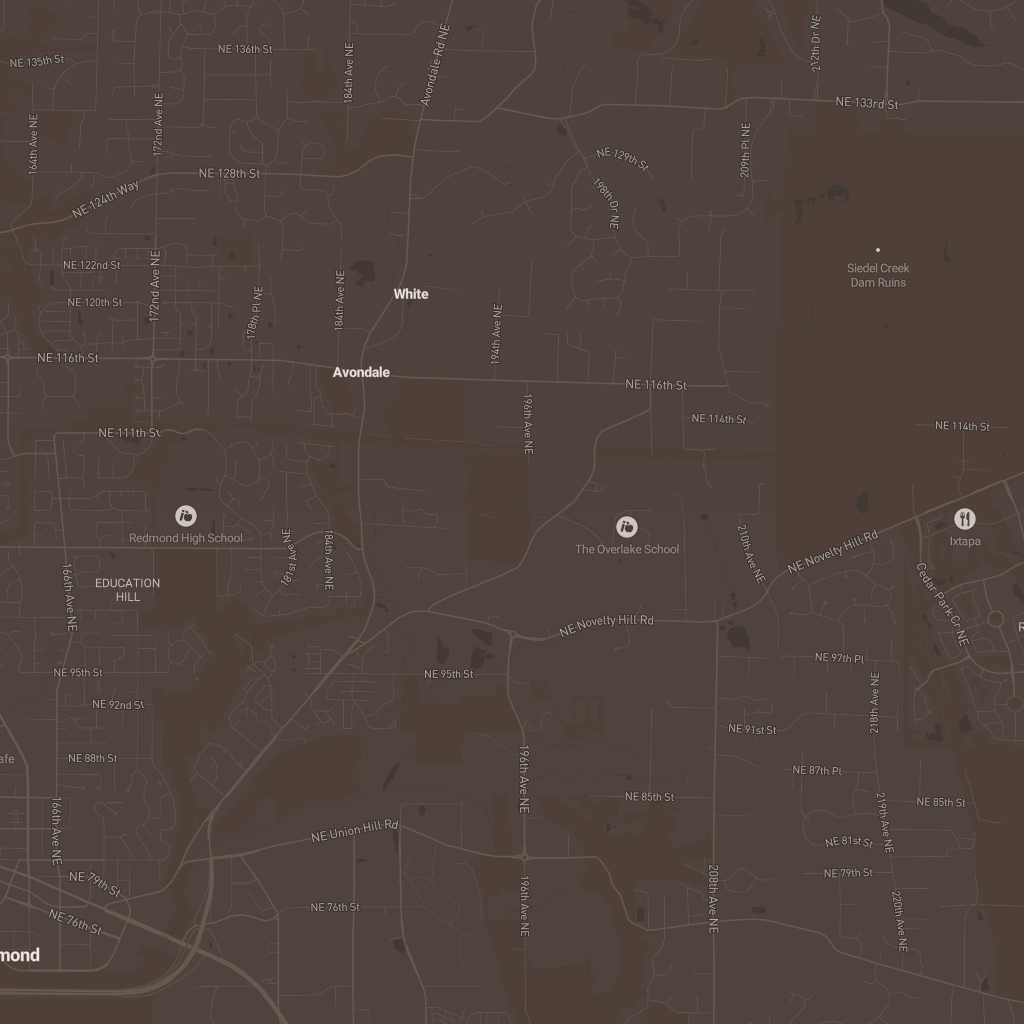 NE 135th St
NE 136th St
184th Ave NE
Avondale Rd NE
212th Dr NE
NE 133rd St
164th Ave NE
172nd Ave NE
NE 128th St
NE 124th Way
NE 129th St
198th Dr NE
209th Pl NE
NE 122nd St
172nd Ave NE
NE 120th St
178th Pl NE
184th Ave NE
White
Siedel Creek
Dam Ruins
194th Ave NE
NE 116th St
Avondale
NE 116th St
196th Ave NE
NE 114th St
NE 114th St
NE 111th St
Redmond High School
The Overlake School
210th Ave NE
NE Novelty Hill Rd
Ixtapa
181st Ave NE
184th Ave NE
166th Ave NE
EDUCATION
HILL
Cedar Park Cr NE
NE Novelty Hill Rd
R
NE 95th St
NE 95th St
NE 97th Pl
NE 92nd St
218th Ave NE
NE 91st St
afe
NE 88th St
196th Ave NE
NE 87th Pl
166th Ave NE
NE 85th St
NE 85th St
NE Union Hill Rd
219th Ave NE
NE 81st St
NE 79th St
NE 79th St
196th Ave NE
208th Ave NE
NE 76th St
NE 76th St
220th Ave NE
mond